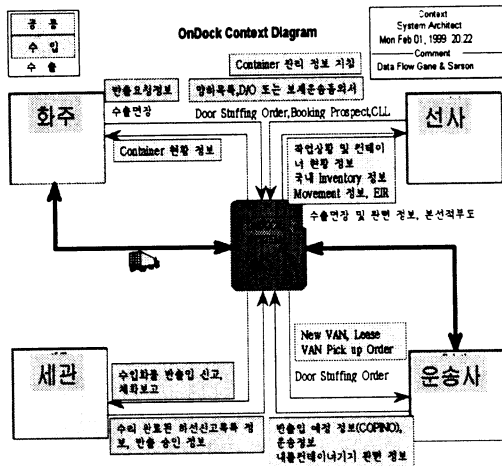 공통
수입
수출
OnDock Context Diagram
Context
System Architect
Mon Feb 01, 1999 20.22
Comment
Data Flow Gane & Sarson
Container 관리 정보 지침
반출요청정보
수출면장
적하목록,D/O 또는 보세운송동의서
Door Stuffing Order,Booking Prospect,CLL
화주
선사
Container 현황 정보
작업상황 및 컨테이
너 현황 정보
국내 Inventory 정보
Movement 정보, EIR
수출면장 및 관련 정보, 본선적부도
New VAN, Lease
VAN Pick up Order
Door Stuffing Order
세관
운송사
수입화물 반출입 신고,
체화보고
수리 완료된 하선신고목록 정
보, 반출 승인 정보
반출입 예정 정보(COPINO),
운송정보
내륙컨테이너기지 관련 정보